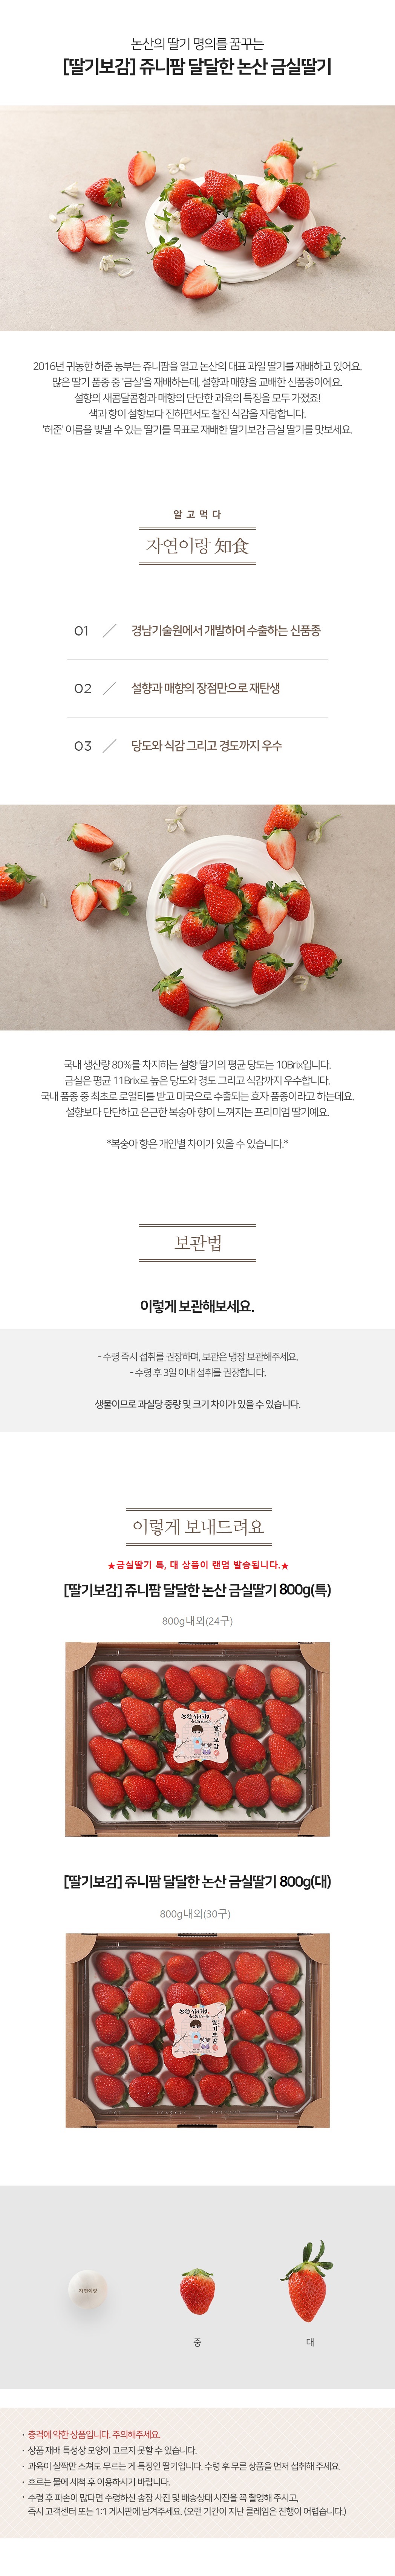 논산의 딸기 명의를 꿈꾸는
[딸기보감] 쥬니팜 달달한 논산 금실딸기
2016년 귀농한 허준 농부는 쥬니팜을 열고 논산의 대표 과일 딸기를 재배하고 있어요.
많은 딸기 품종 중 '금실'을 재배하는데, 설향과 매향을 교배한 신품종이에요.
설향의 새콤달콤함과 매향의 단단한 과육의 특징을 모두 가졌죠!
색과 향이 설향보다 진하면서도 찰진 식감을 자랑합니다.
'허준' 이름을 빛낼 수 있는 딸기를 목표로 재배한 딸기보감 금실 딸기를 맛보세요.
알고먹다
자연이랑 知食
01 / 경남기술원에서 개발하여 수출하는 신품종
02 / 설향과 매향의 장점만으로 재탄생
03 / 당도와 식감 그리고 경도까지 우수
국내 생산량 80%를 차지하는 설향 딸기의 평균 당도는 10Brix입니다.
금실은 평균 11Brix로 높은 당도와 경도 그리고 식감까지 우수합니다.
국내 품종 중 최초로 로열티를 받고 미국으로 수출되는 효자 품종이라고 하는데요.
설향보다 단단하고 은근한 복숭아 향이 느껴지는 프리미엄 딸기예요.
*복숭아 향은 개인별 차이가 있을 수 있습니다.*
보관법
이렇게 보관해보세요.
- 수령 즉시 섭취를 권장하며, 보관은 냉장 보관해주세요.
- 수령 후 3일 이내 섭취를 권장합니다.
생물이므로 과실당 중량 및 크기 차이가 있을 수 있습니다.
이렇게 보내드려요
★금실딸기 특, 대 상품이 랜덤 발송됩니다.★
[딸기보감] 쥬니팜 달달한 논산 금실딸기 800g(특)
800g내외(24구)
딸기보감
[딸기보감] 쥬니팜 달달한 논산 금실딸기 800g(대)
800g내외(30구)
딸기보감
자연이랑
중
대
· 충격에 약한 상품입니다. 주의해주세요.
· 상품 재배 특성상 모양이 고르지 못할 수 있습니다.
· 과육이 살짝만 스쳐도 무르는 게 특징인 딸기입니다. 수령 후 무른 상품을 먼저 섭취해 주세요.
· 흐르는 물에 세척 후 이용하시기 바랍니다.
· 수령 후 파손이 많다면 수령하신 송장 사진 및 배송상태 사진을 꼭 촬영해 주시고,
즉시 고객센터 또는 1:1 게시판에 남겨주세요. (오랜 기간이 지난 클레임은 진행이 어렵습니다.)